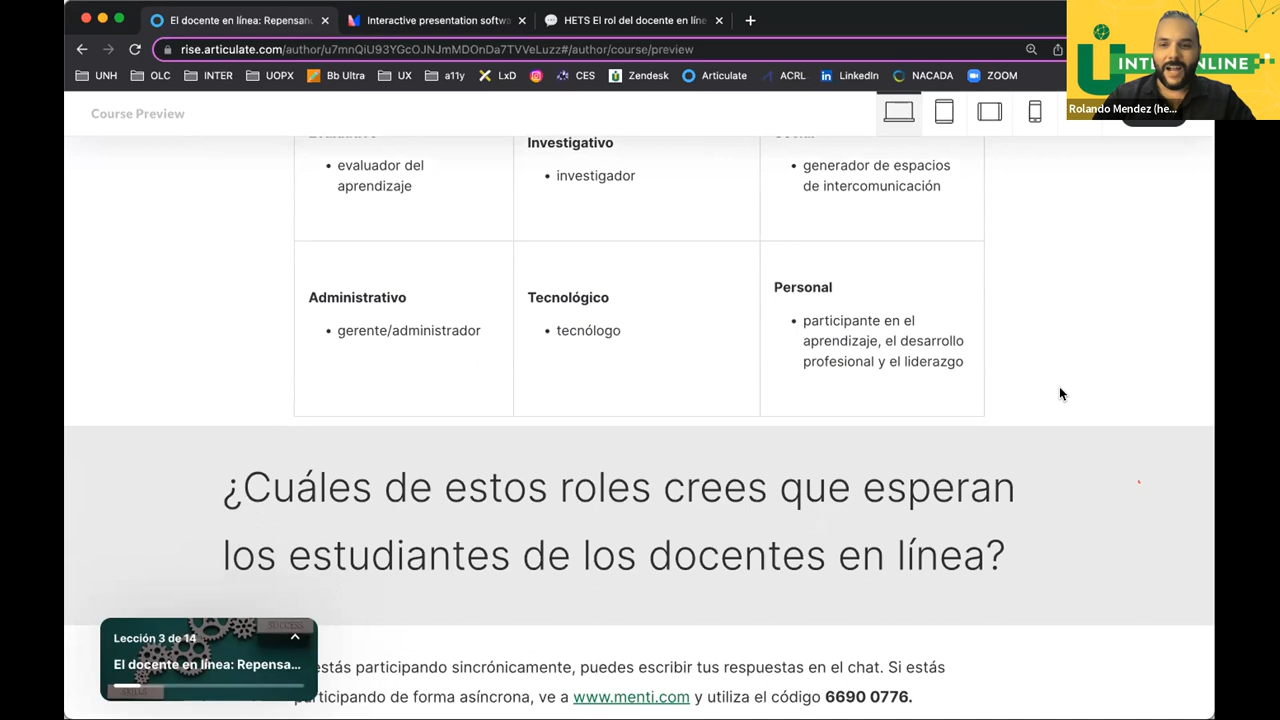 El docente en línea: Repensanc
Interactive presentation softwa
HETS El rol del docente en líne
rise.articulate.com/author/u7mnQiU93YGcOJNJmMDOnDa7TVVeLuzz#/author/course/preview
UNH
OLC
INTER
UOPX
Bb Ultra
UX
a11y
LxD
CES
Zendesk
Articulate
ACRL
LinkedIn
NACADA
ZOOM
Rolando Mendez (he...
Course Preview
evaluador del
aprendizaje
Investigativo
investigador
generador de espacios
de intercomunicación
Administrativo
gerente/administrador
Tecnológico
tecnólogo
Personal
participante en el
aprendizaje, el desarrollo
profesional y el liderazgo
¿Cuáles de estos roles crees que esperan
los estudiantes de los docentes en línea?
Lección 3 de 14
El docente en línea: Repensa...
SUCCESS
estás participando sincrónicamente, puedes escribir tus respuestas en el chat. Si estás
participando de forma asíncrona, ve a www.menti.com y utiliza el código 6690 0776.